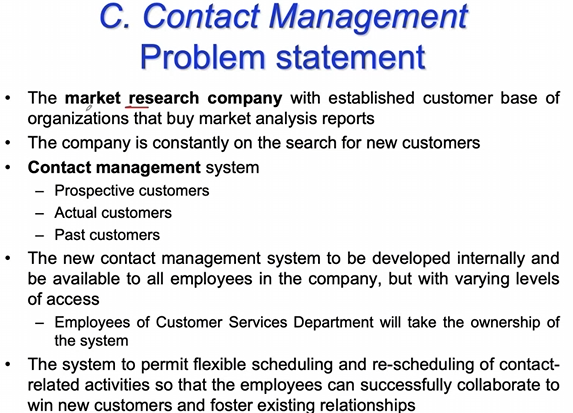 C. Contact Management
Problem statement
• The market research company with established customer base of
organizations that buy market analysis reports
• The company is constantly on the search for new customers
• Contact management system
– Prospective customers
– Actual customers
– Past customers
• The new contact management system to be developed internally and
be available to all employees in the company, but with varying levels
of access
– Employees of Customer Services Department will take the ownership of
the system
• The system to permit flexible scheduling and re-scheduling of contact-
related activities so that the employees can successfully collaborate to
win new customers and foster existing relationships